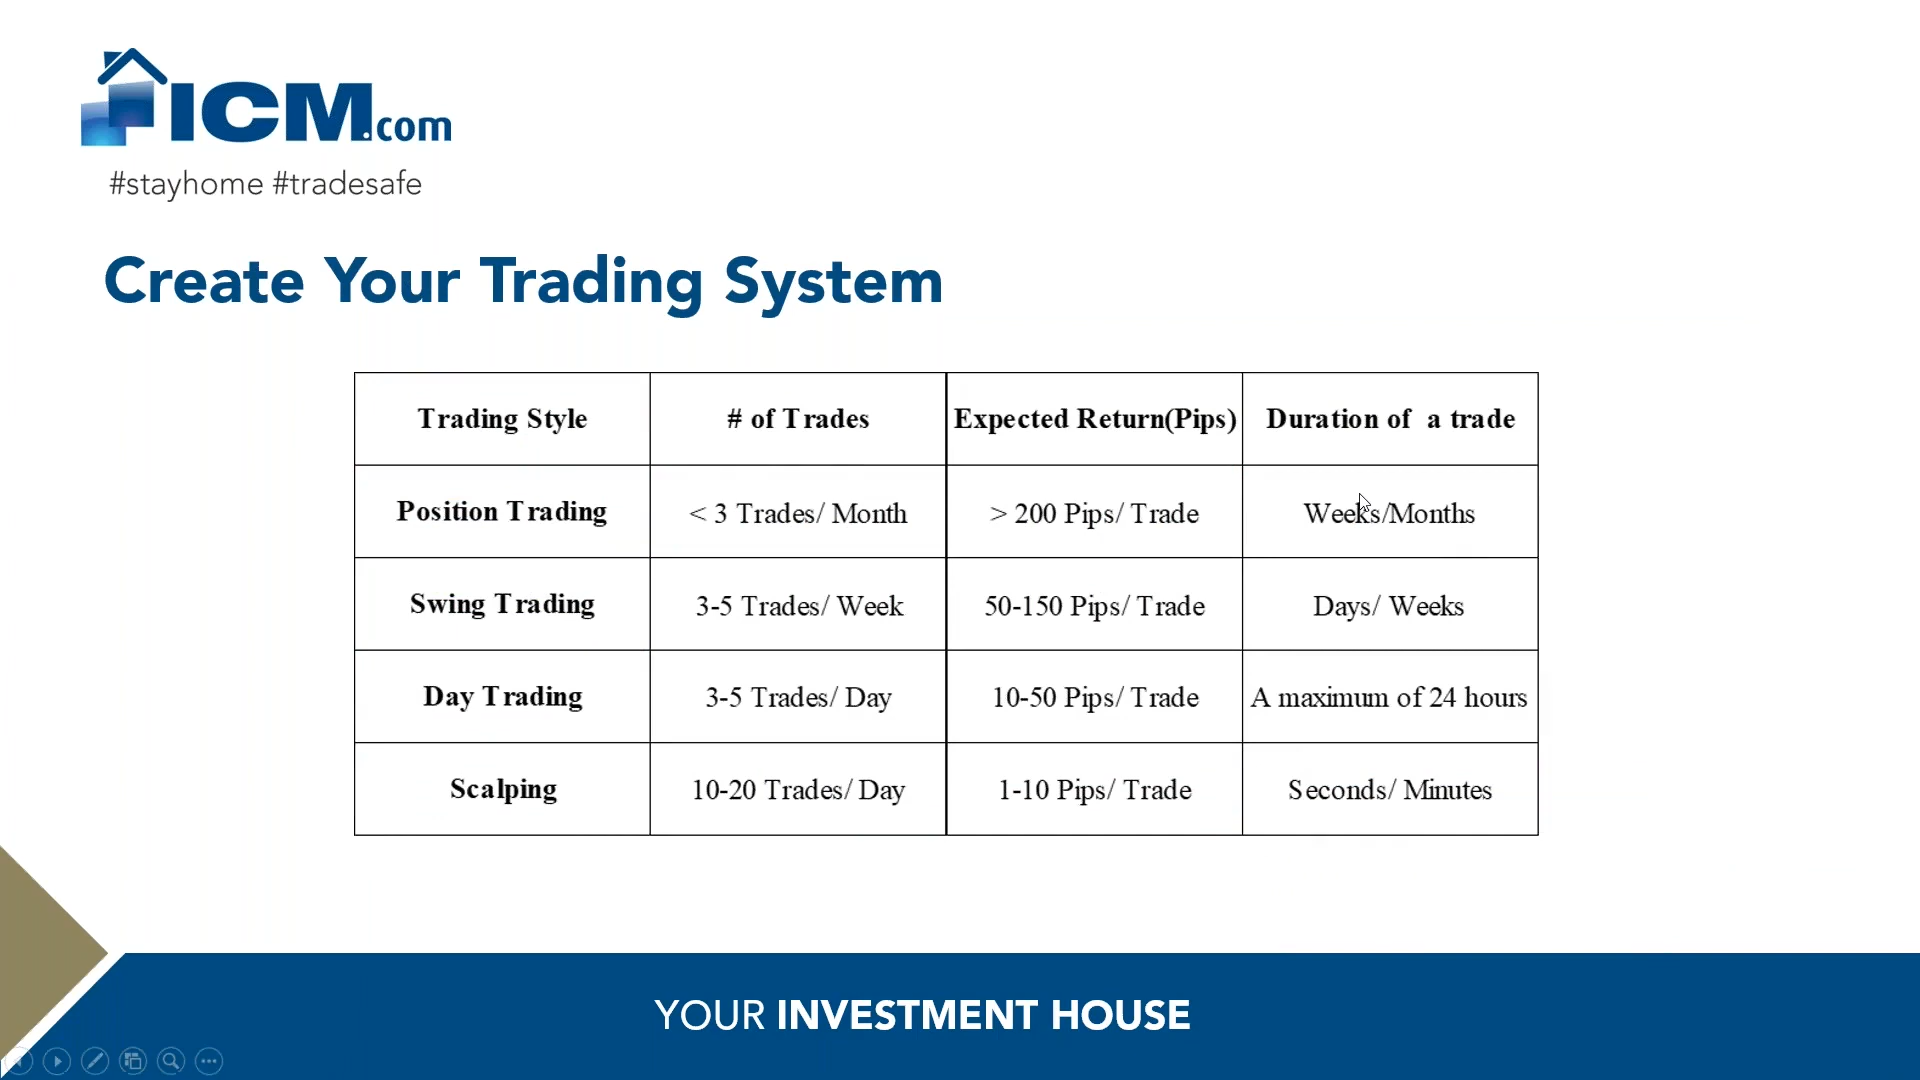 ICM.com
#stayhome #tradesafe
Create Your Trading System
Trading Style # of Trades Expected Return(Pips) Duration of a trade
Position Trading < 3 Trades/ Month > 200 Pips/ Trade Weeks/Months
Swing Trading 3-5 Trades/ Week 50-150 Pips/ Trade Days/ Weeks
Day Trading 3-5 Trades/ Day 10-50 Pips/ Trade A maximum of 24 hours
Scalping 10-20 Trades/ Day 1-10 Pips/ Trade Seconds/ Minutes
YOUR INVESTMENT HOUSE